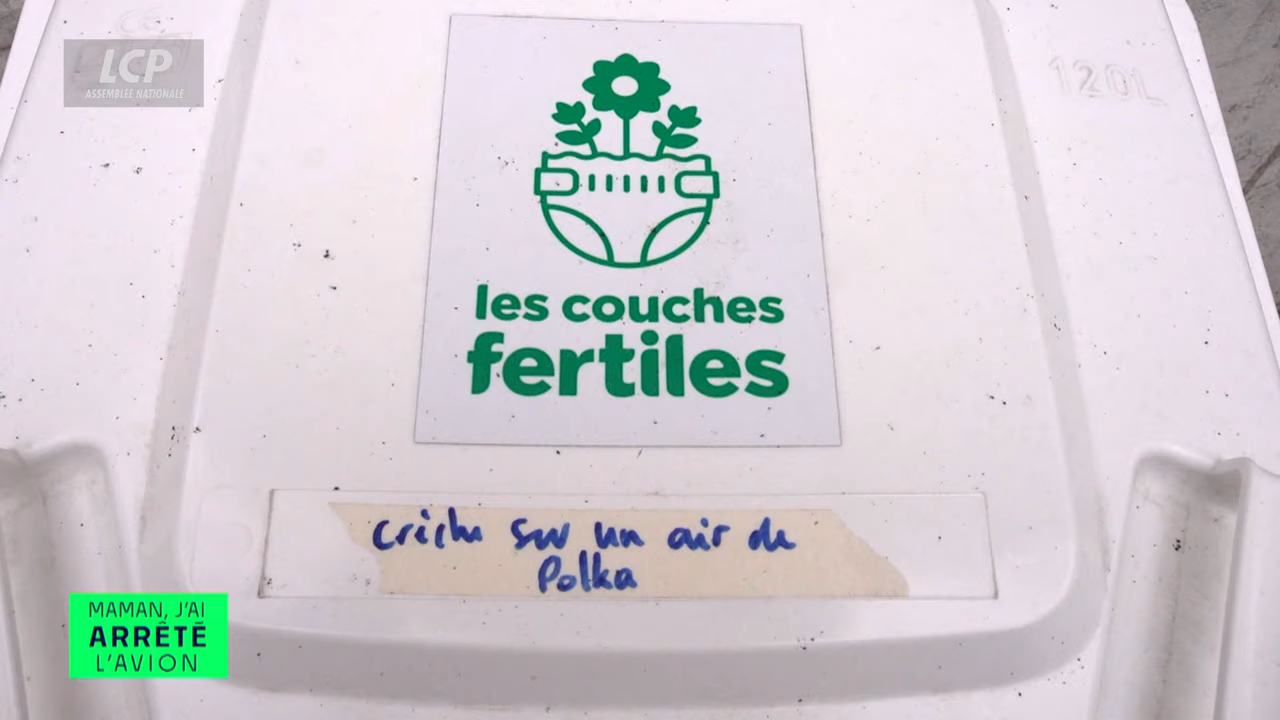 LCP
ASSEMBLÉE NATIONALE
120L
les couches
fertiles
crèche sur un air de
Polka
MAMAN, J'AI
ARRÊTÉ
L'AVION